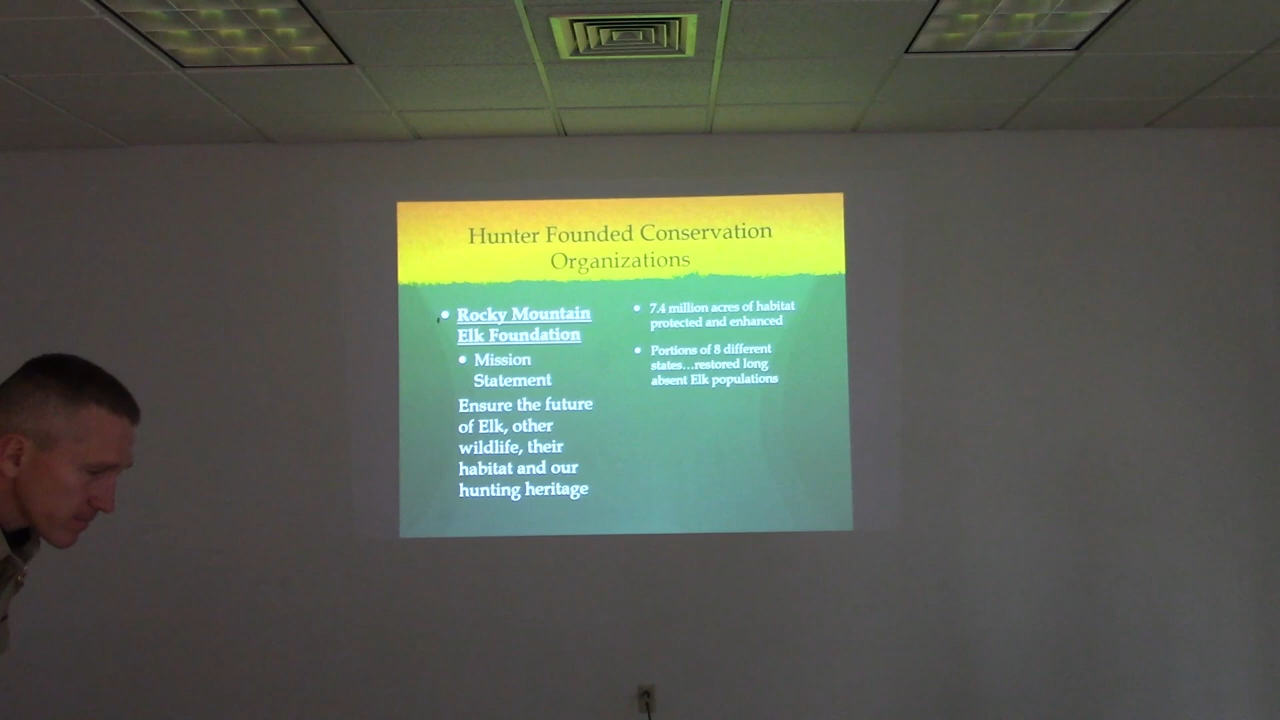 Hunter Founded Conservation
Organizations
• Rocky Mountain
Elk Foundation
• Mission
Statement
Ensure the future
of Elk, other
wildlife, their
habitat and our
hunting heritage
• 7.4 million acres of habitat
protected and enhanced
• Portions of 8 different
states...restored long
absent Elk populations